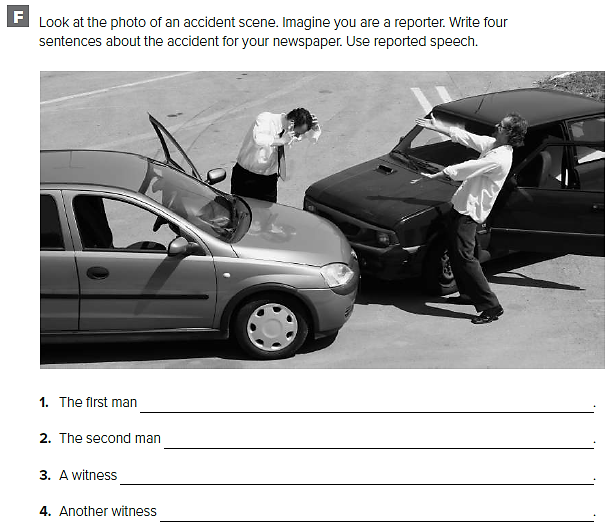 F
Look at the photo of an accident scene. Imagine you are a reporter. Write four
sentences about the accident for your newspaper. Use reported speech.
1. The first man .
2. The second man .
3. A witness .
4. Another witness .